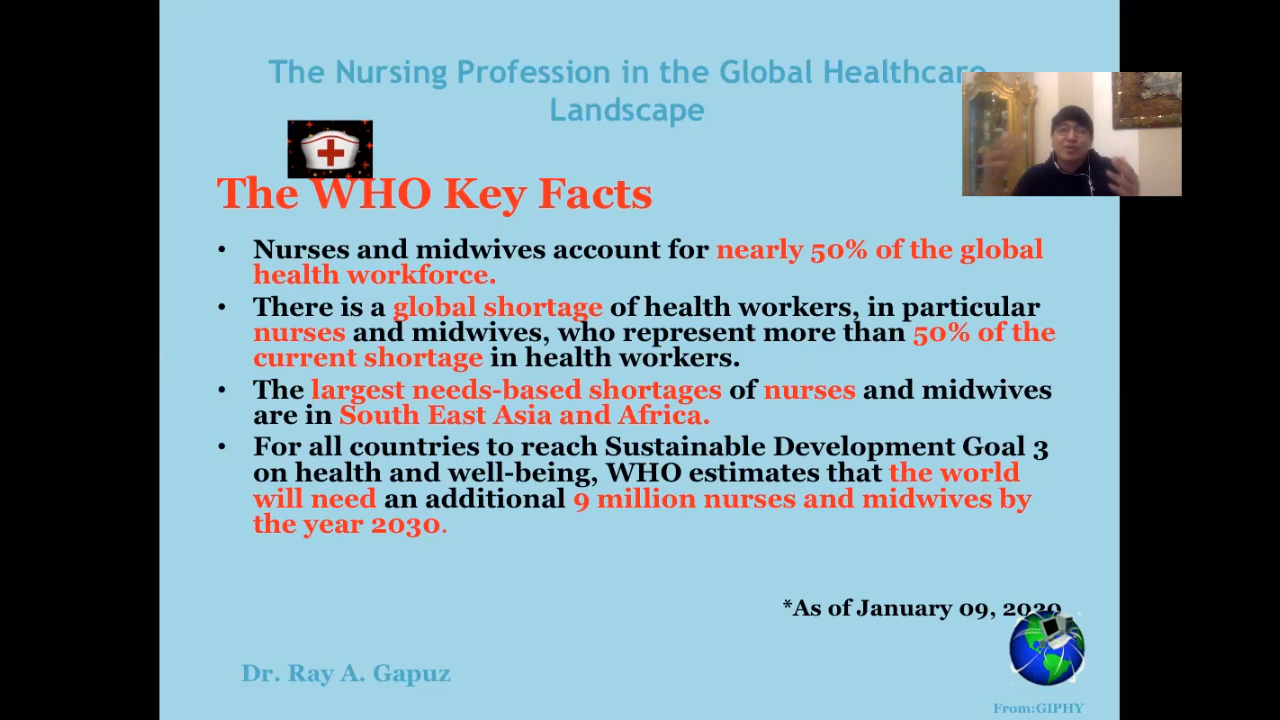 The Nursing Profession in the Global Healthcare
Landscape
The WHO Key Facts
• Nurses and midwives account for nearly 50% of the global
health workforce.
• There is a global shortage of health workers, in particular
nurses and midwives, who represent more than 50% of the
current shortage in health workers.
• The largest needs-based shortages of nurses and midwives
are in South East Asia and Africa.
• For all countries to reach Sustainable Development Goal 3
on health and well-being, WHO estimates that the world
will need an additional 9 million nurses and midwives by
the year 2030.
*As of January 09, 2020
Dr. Ray A. Gapuz
From:GIPHY